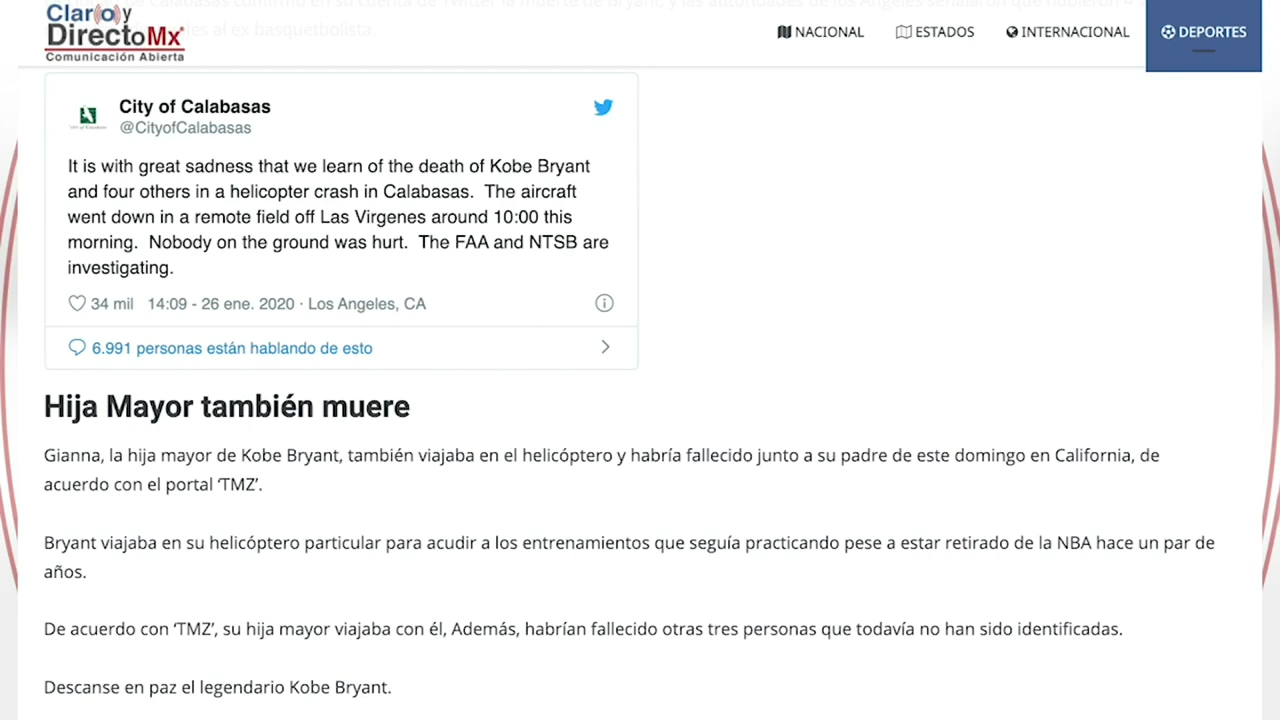 Claro y
DirectoMx
Comunicación Abierta
NACIONAL
ESTADOS
INTERNACIONAL
DEPORTES
City of Calabasas
@CityofCalabasas
It is with great sadness that we learn of the death of Kobe Bryant
and four others in a helicopter crash in Calabasas. The aircraft
went down in a remote field off Las Virgenes around 10:00 this
morning. Nobody on the ground was hurt. The FAA and NTSB are
investigating.
34 mil 14:09 - 26 ene. 2020 · Los Angeles, CA
6.991 personas están hablando de esto
Hija Mayor también muere
Gianna, la hija mayor de Kobe Bryant, también viajaba en el helicóptero y habría fallecido junto a su padre de este domingo en California, de
acuerdo con el portal ‘TMZ’.
Bryant viajaba en su helicóptero particular para acudir a los entrenamientos que seguía practicando pese a estar retirado de la NBA hace un par de
años.
De acuerdo con ‘TMZ’, su hija mayor viajaba con él, Además, habrían fallecido otras tres personas que todavía no han sido identificadas.
Descanse en paz el legendario Kobe Bryant.